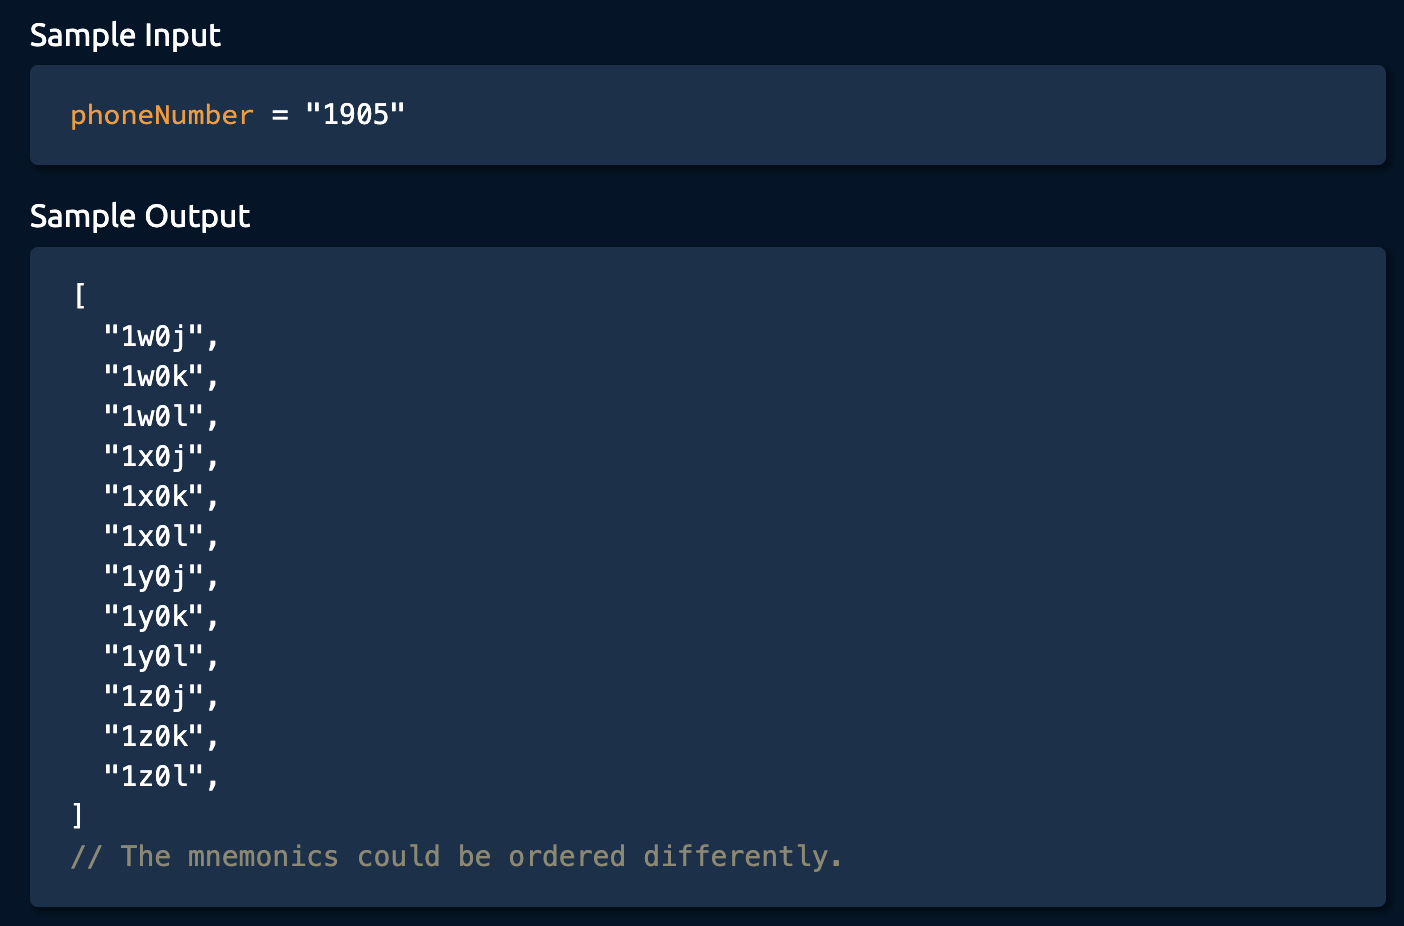 Sample Input
phoneNumber = "1905"
Sample Output
[
  "1w0j",
  "1w0k",
  "1w0l",
  "1x0j",
  "1x0k",
  "1x0l",
  "1y0j",
  "1y0k",
  "1y0l",
  "1z0j",
  "1z0k",
  "1z0l",
]
// The mnemonics could be ordered differently.